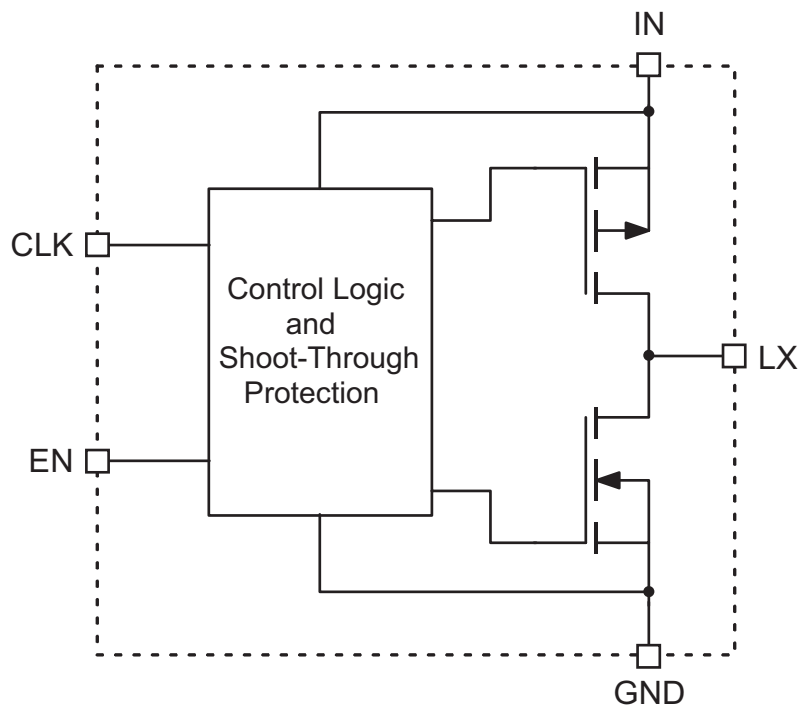 IN
CLK
Control Logic
and
Shoot-Through
Protection
LX
EN
GND